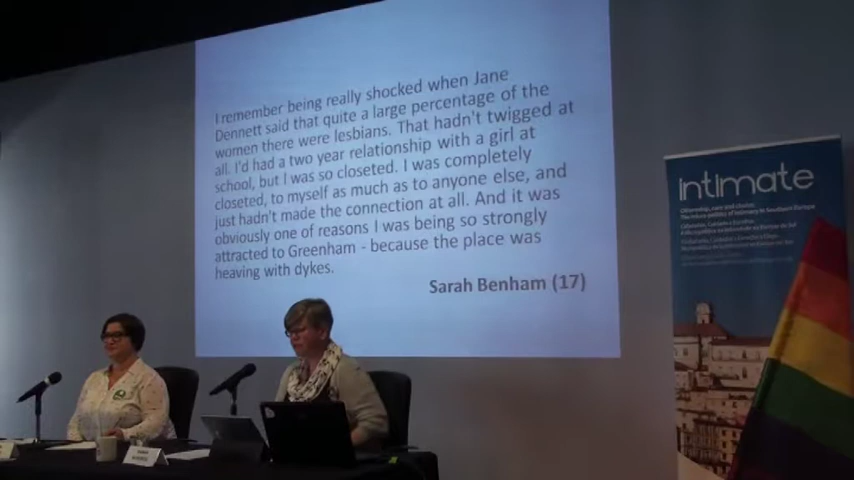 I remember being really shocked when Jane
Dennett said that quite a large percentage of the
women there were lesbians. That hadn't twigged at
all. I'd had a two year relationship with a girl at
school, but I was so closeted. I was completely
closeted, to myself as much as to anyone else, and
just hadn't made the connection at all. And it was
obviously one of reasons I was being so strongly
attracted to Greenham - because the place was
heaving with dykes.
Sarah Benham (17)
intimate